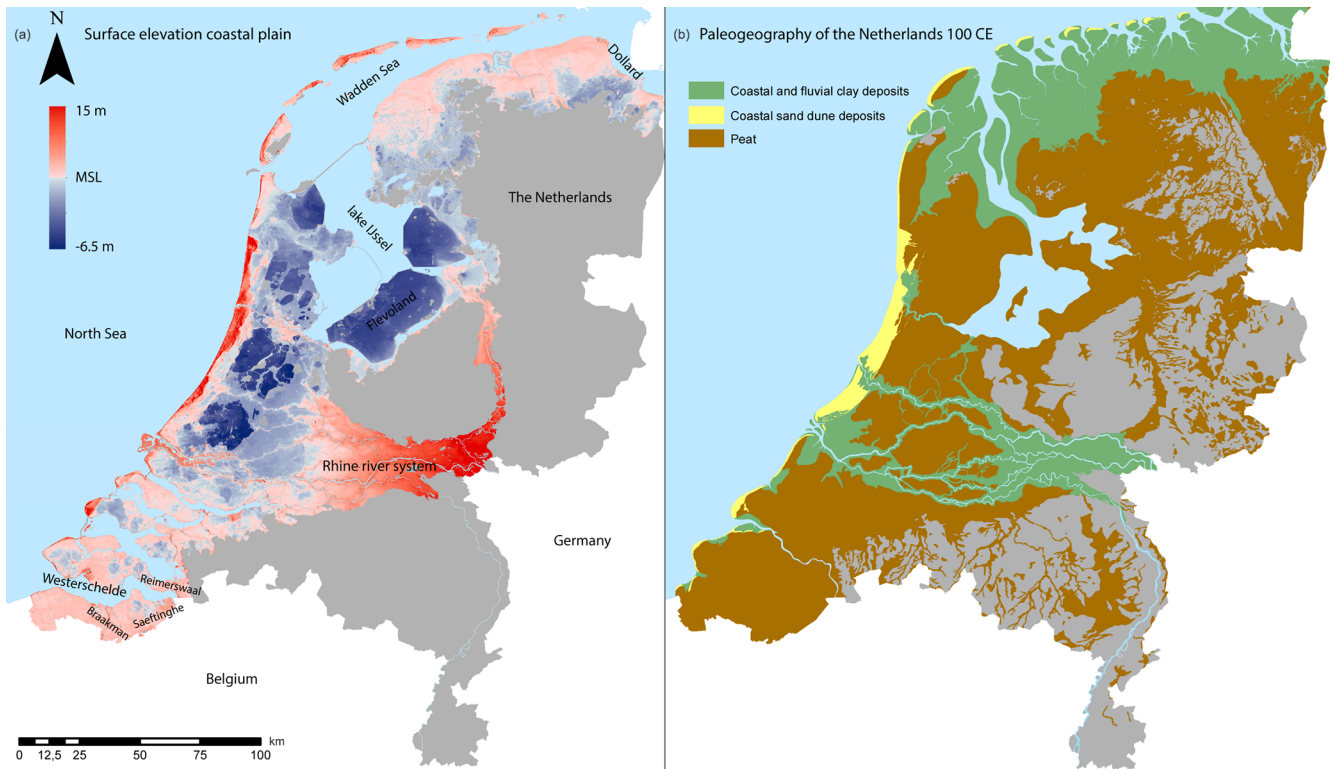 N
(a) Surface elevation coastal plain
15 m
MSL
-6.5 m
Wadden Sea
Dollard
The Netherlands
lake IJssel
Flevoland
North Sea
Rhine river system
Germany
Westerschelde
Reimerswaal
Braakman
Saeftinghe
Belgium
km
0 12,5 25 50 75 100
(b) Paleogeography of the Netherlands 100 CE
Coastal and fluvial clay deposits
Coastal sand dune deposits
Peat